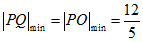 |PQ|min = |PO|min = 12/5